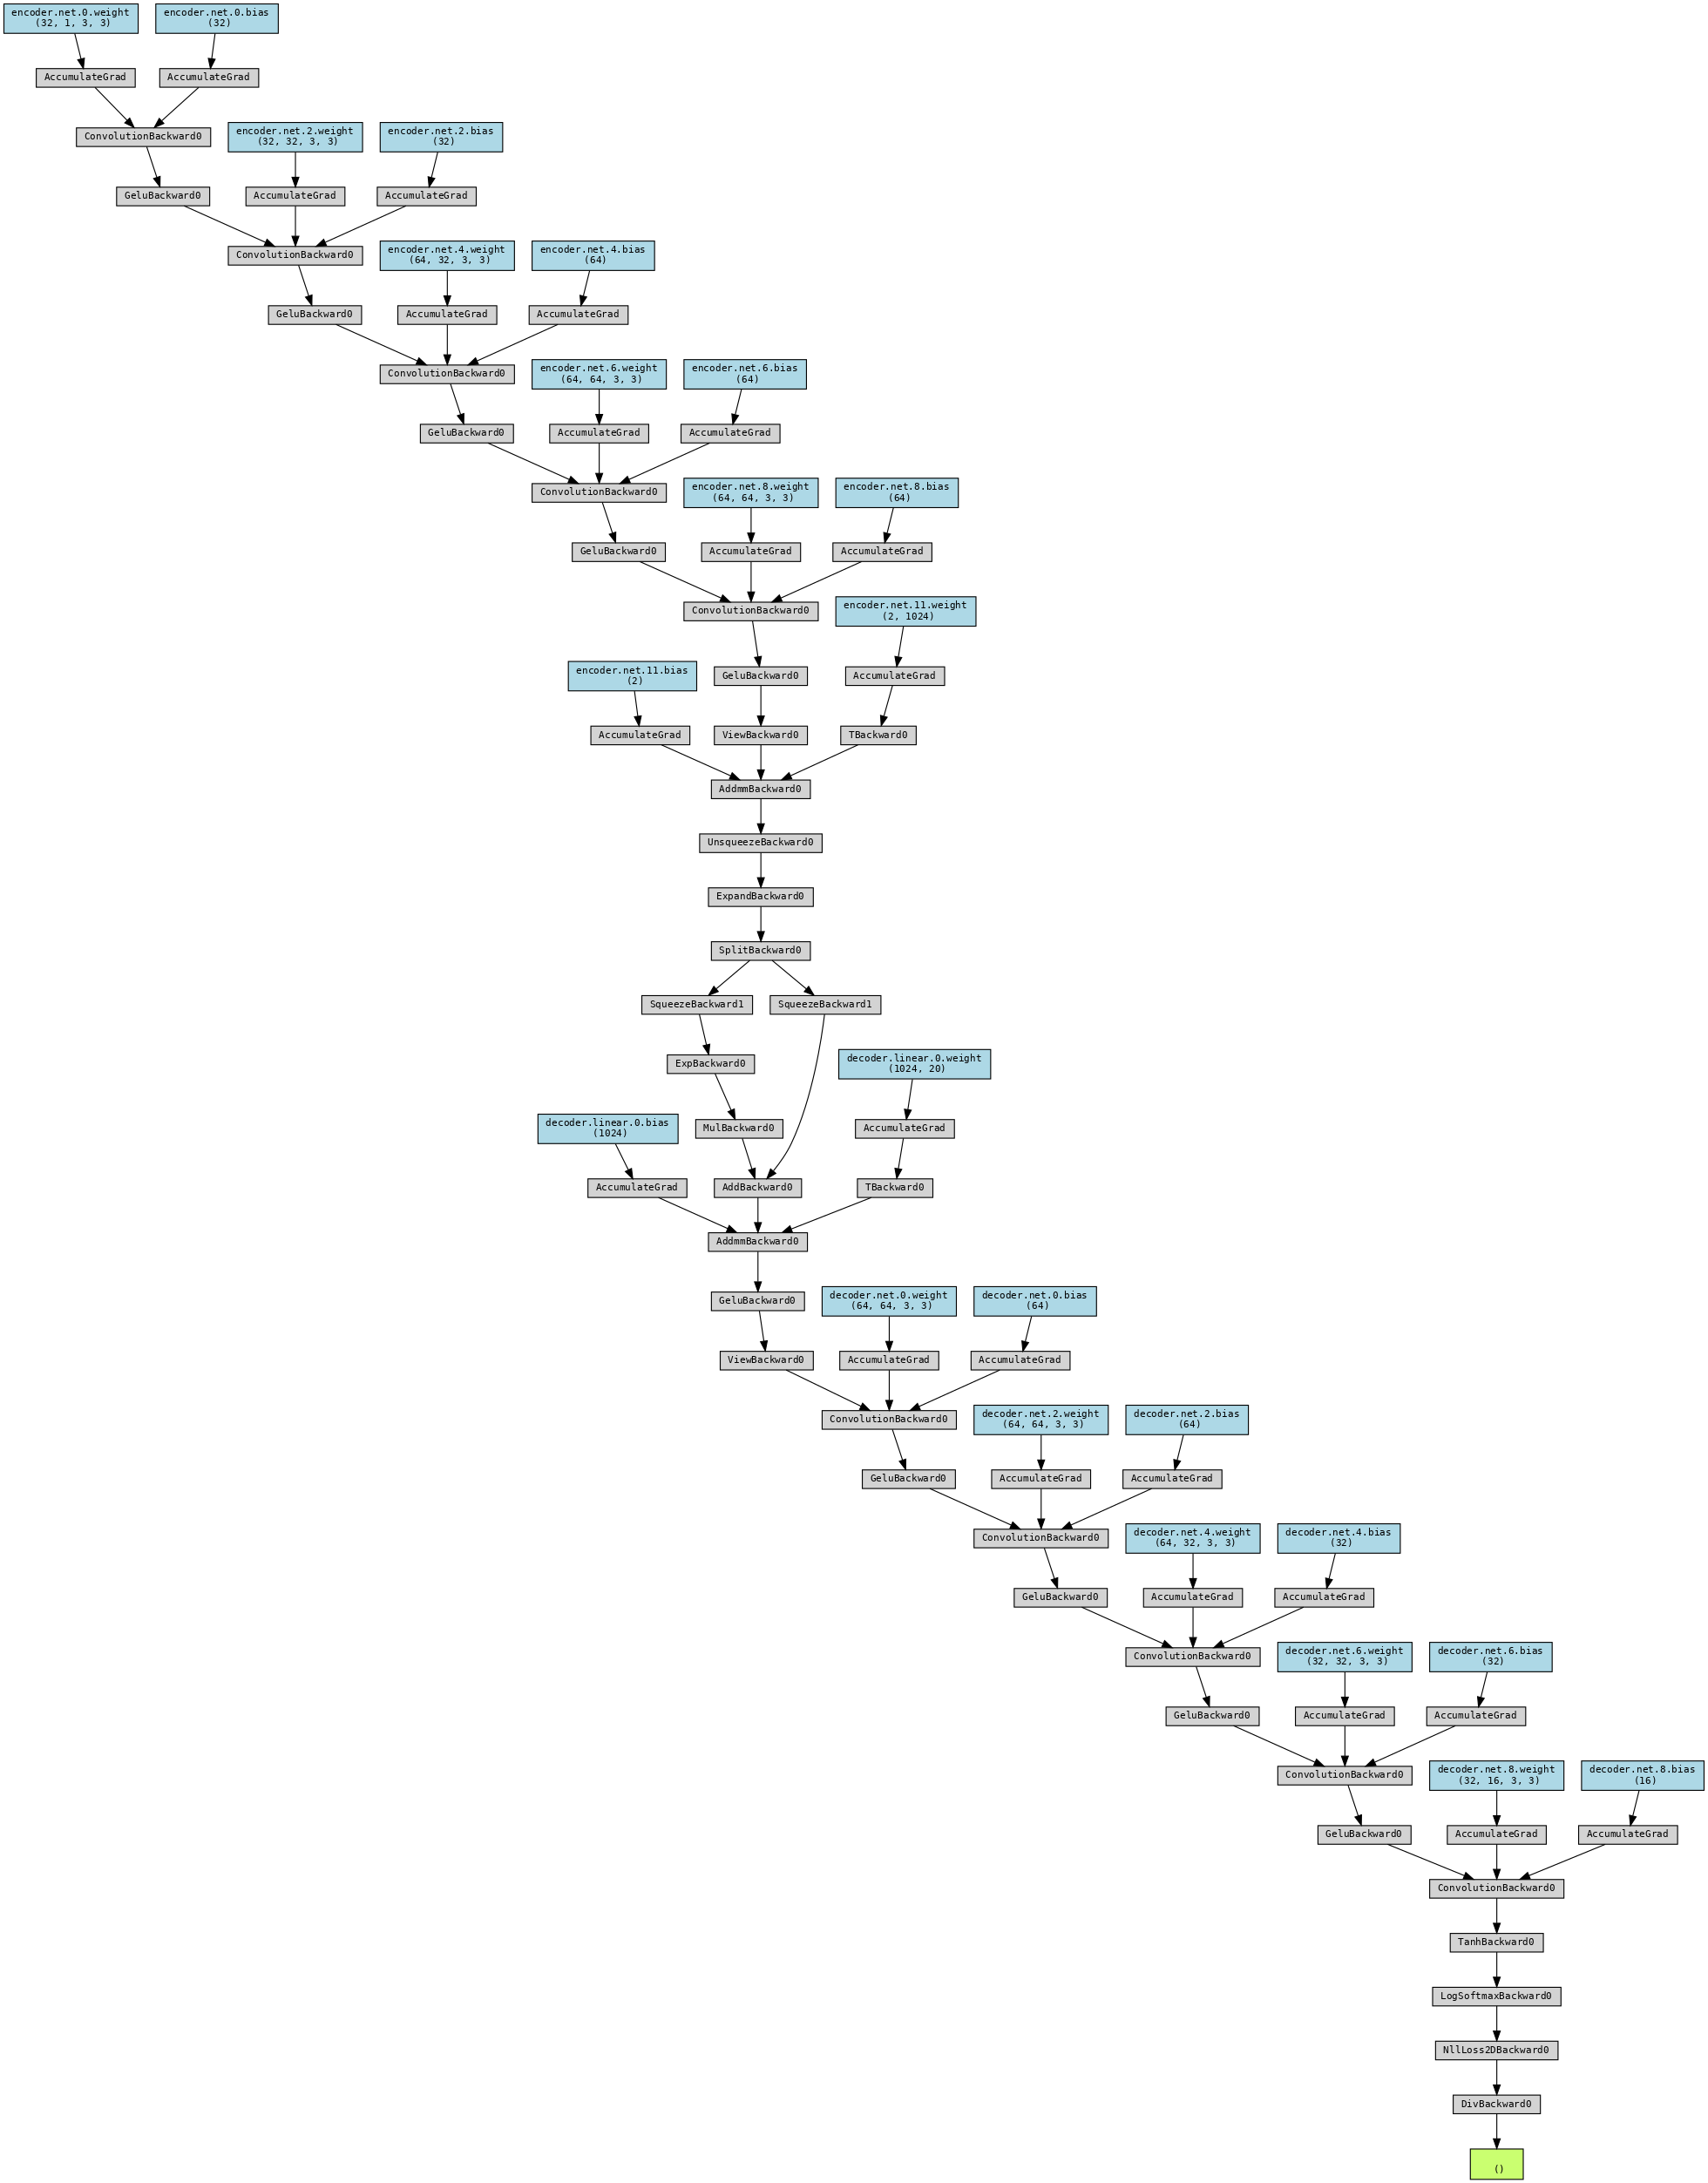 encoder.net.0.weight
(32, 1, 3, 3)
encoder.net.0.bias
(32)
AccumulateGrad
AccumulateGrad
ConvolutionBackward0
encoder.net.2.weight
(32, 32, 3, 3)
encoder.net.2.bias
(32)
GeluBackward0
AccumulateGrad
AccumulateGrad
ConvolutionBackward0
encoder.net.4.weight
(64, 32, 3, 3)
encoder.net.4.bias
(64)
GeluBackward0
AccumulateGrad
AccumulateGrad
ConvolutionBackward0
encoder.net.6.weight
(64, 64, 3, 3)
encoder.net.6.bias
(64)
GeluBackward0
AccumulateGrad
AccumulateGrad
ConvolutionBackward0
encoder.net.8.weight
(64, 64, 3, 3)
encoder.net.8.bias
(64)
GeluBackward0
AccumulateGrad
AccumulateGrad
ConvolutionBackward0
encoder.net.11.weight
(2, 1024)
encoder.net.11.bias
(2)
GeluBackward0
AccumulateGrad
AccumulateGrad
ViewBackward0
TBackward0
AddmmBackward0
UnsqueezeBackward0
ExpandBackward0
SplitBackward0
SqueezeBackward1
SqueezeBackward1
ExpBackward0
decoder.linear.0.weight
(1024, 20)
decoder.linear.0.bias
(1024)
MulBackward0
AccumulateGrad
AccumulateGrad
AddBackward0
TBackward0
AddmmBackward0
GeluBackward0
decoder.net.0.weight
(64, 64, 3, 3)
decoder.net.0.bias
(64)
ViewBackward0
AccumulateGrad
AccumulateGrad
ConvolutionBackward0
decoder.net.2.weight
(64, 64, 3, 3)
decoder.net.2.bias
(64)
GeluBackward0
AccumulateGrad
AccumulateGrad
ConvolutionBackward0
decoder.net.4.weight
(64, 32, 3, 3)
decoder.net.4.bias
(32)
GeluBackward0
AccumulateGrad
AccumulateGrad
ConvolutionBackward0
decoder.net.6.weight
(32, 32, 3, 3)
decoder.net.6.bias
(32)
GeluBackward0
AccumulateGrad
AccumulateGrad
ConvolutionBackward0
decoder.net.8.weight
(32, 16, 3, 3)
decoder.net.8.bias
(16)
GeluBackward0
AccumulateGrad
AccumulateGrad
ConvolutionBackward0
TanhBackward0
LogSoftmaxBackward0
NllLoss2DBackward0
DivBackward0
()